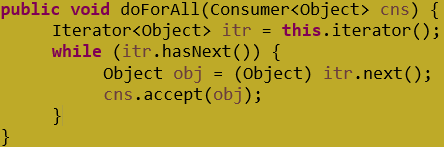 public void doForAll(Consumer<Object> cns) {
     Iterator<Object> itr = this.iterator();
     while (itr.hasNext()) {
          Object obj = (Object) itr.next();
          cns.accept(obj);
     }
}